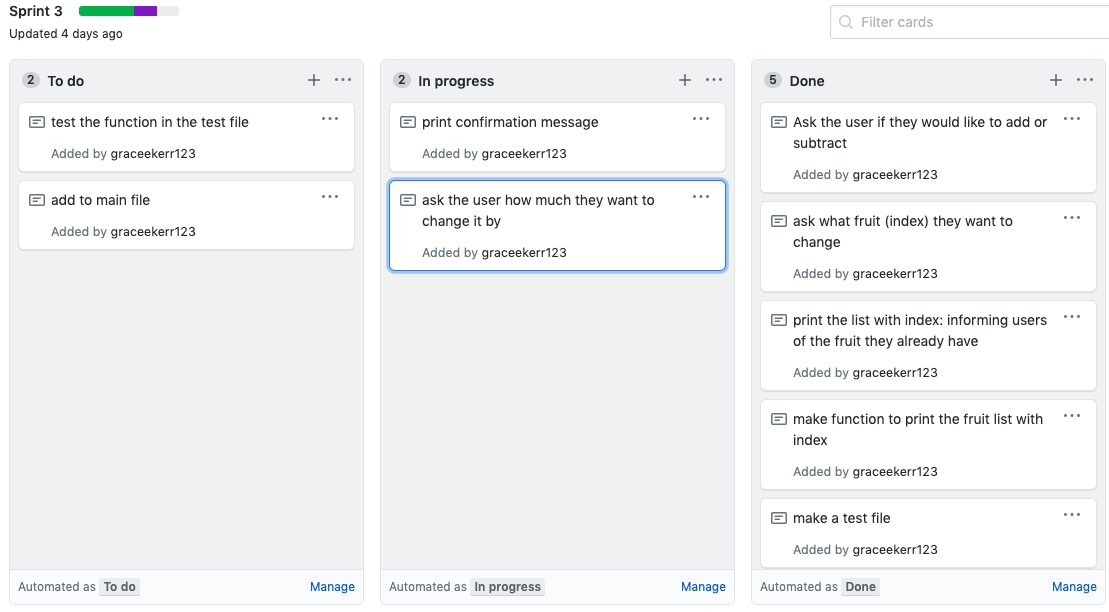 Sprint 3
Updated 4 days ago
Filter cards
2 To do
test the function in the test file
Added by graceekerr123
add to main file
Added by graceekerr123
Automated as To do
Manage
2 In progress
print confirmation message
Added by graceekerr123
ask the user how much they want to
change it by
Added by graceekerr123
Automated as In progress
Manage
5 Done
Ask the user if they would like to add or
subtract
Added by graceekerr123
ask what fruit (index) they want to
change
Added by graceekerr123
print the list with index: informing users
of the fruit they already have
Added by graceekerr123
make function to print the fruit list with
index
Added by graceekerr123
make a test file
Added by graceekerr123
Automated as Done
Manage